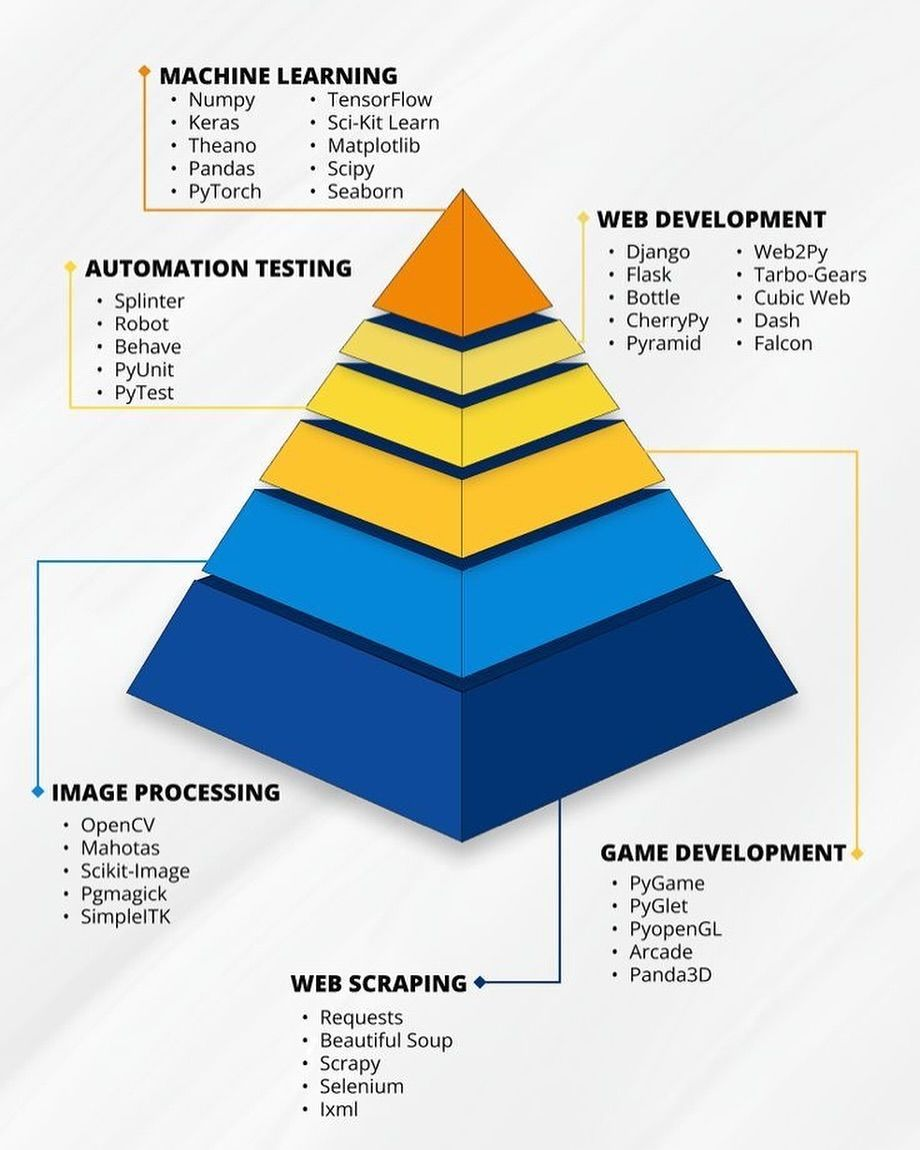 MACHINE LEARNING
• Numpy
• Keras
• Theano
• Pandas
• PyTorch
• TensorFlow
• Sci-Kit Learn
• Matplotlib
• Scipy
• Seaborn
WEB DEVELOPMENT
• Django
• Flask
• Bottle
• CherryPy
• Pyramid
• Web2Py
• Tarbo-Gears
• Cubic Web
• Dash
• Falcon
AUTOMATION TESTING
• Splinter
• Robot
• Behave
• PyUnit
• PyTest
IMAGE PROCESSING
• OpenCV
• Mahotas
• Scikit-Image
• Pgmagick
• SimpleITK
GAME DEVELOPMENT
• PyGame
• PyGlet
• PyopenGL
• Arcade
• Panda3D
WEB SCRAPING
• Requests
• Beautiful Soup
• Scrapy
• Selenium
• lxml